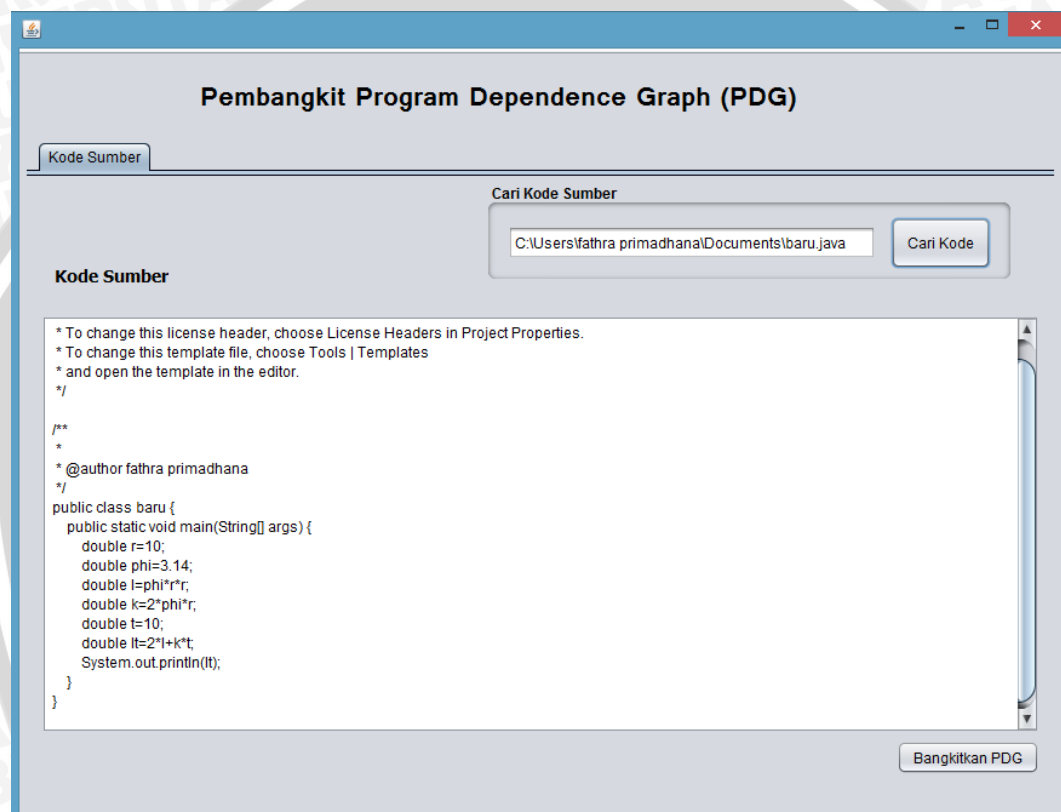 Pembangkit Program Dependence Graph (PDG)
Kode Sumber
Cari Kode Sumber
C:\Users\fathra primadhana\Documents\baru.java
Cari Kode
Kode Sumber
* To change this license header, choose License Headers in Project Properties.
* To change this template file, choose Tools | Templates
* and open the template in the editor.
*/
/**
*
* @author fathra primadhana
*/
public class baru {
public static void main(String[] args) {
double r=10;
double phi=3.14;
double l=phi*r*r;
double k=2*phi*r;
double t=10;
double lt=2*l+k*t;
System.out.println(lt);
}
}
Bangkitkan PDG